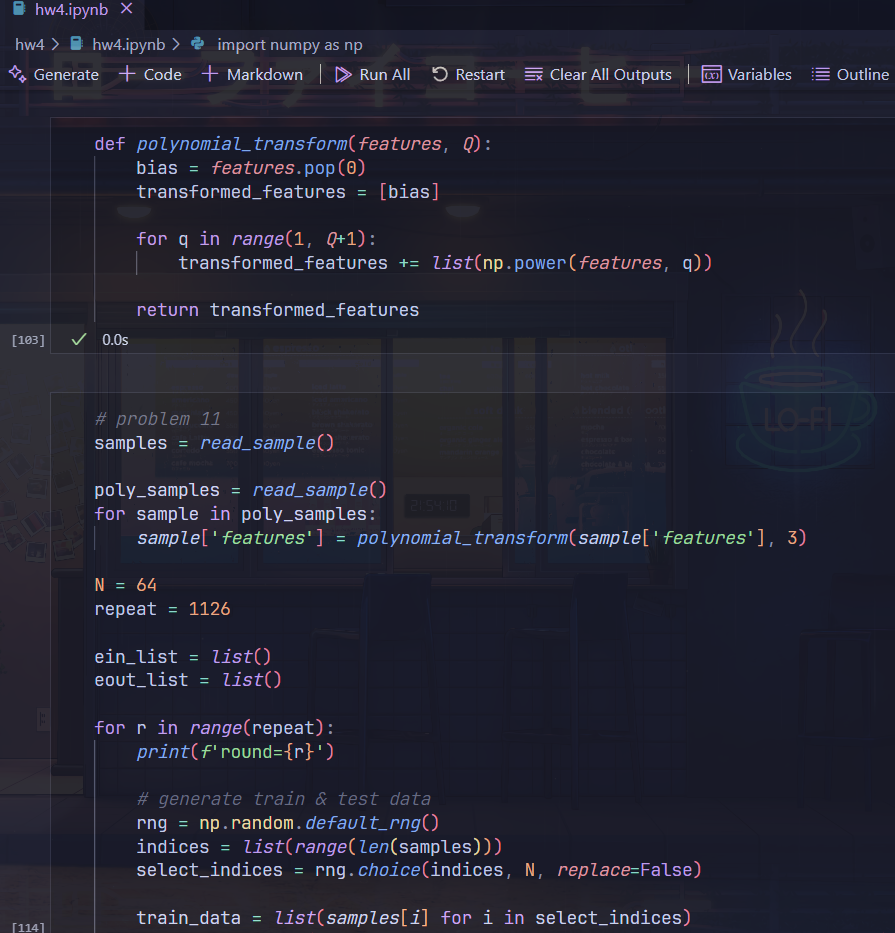 hw4.ipynb
hw4 > hw4.ipynb > import numpy as np
Generate + Code + Markdown | Run All Restart Clear All Outputs | Variables Outline
def polynomial_transform(features, Q):
bias = features.pop(0)
transformed_features = [bias]
for q in range(1, Q+1):
transformed_features += list(np.power(features, q))
return transformed_features
[103] 0.0s
# problem 11
samples = read_sample()
poly_samples = read_sample()
for sample in poly_samples:
sample['features'] = polynomial_transform(sample['features'], 3)
N = 64
repeat = 1126
ein_list = list()
eout_list = list()
for r in range(repeat):
print(f'round={r}')
# generate train & test data
rng = np.random.default_rng()
indices = list(range(len(samples)))
select_indices = rng.choice(indices, N, replace=False)
train_data = list(samples[i] for i in select_indices)
[114]
LO-FI